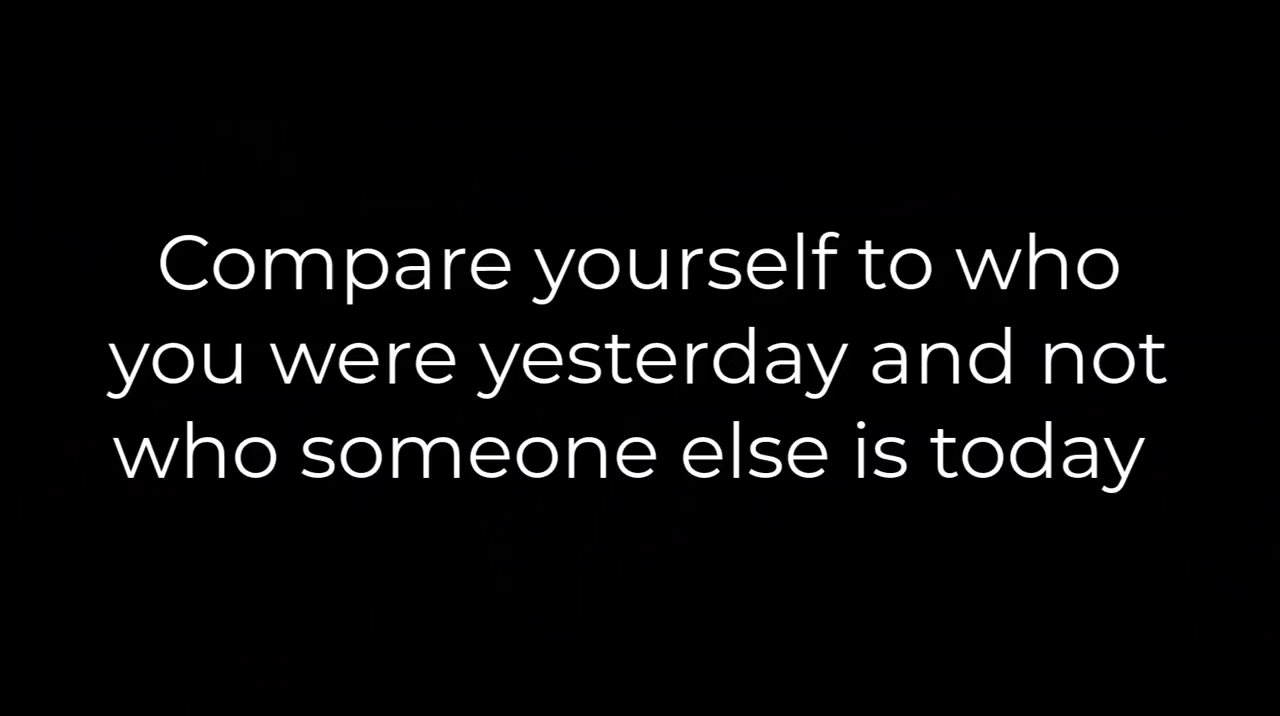 Compare yourself to who
you were yesterday and not
who someone else is today